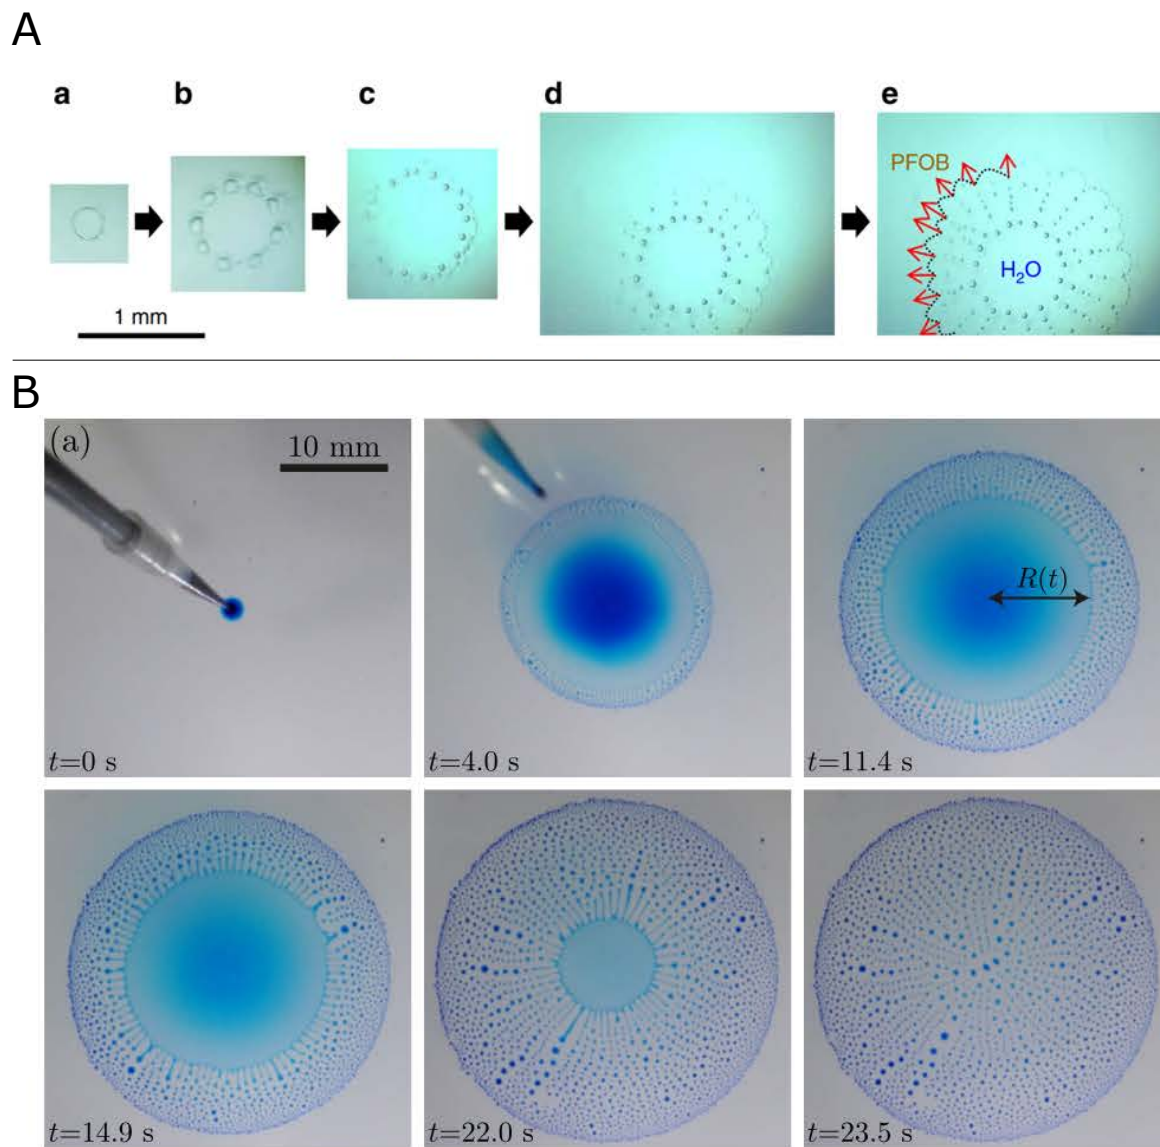 A
a b c d e
PFOB
H₂O
1 mm
B
(a)
10 mm
t=0 s
t=4.0 s
R(t)
t=11.4 s
t=14.9 s
t=22.0 s
t=23.5 s